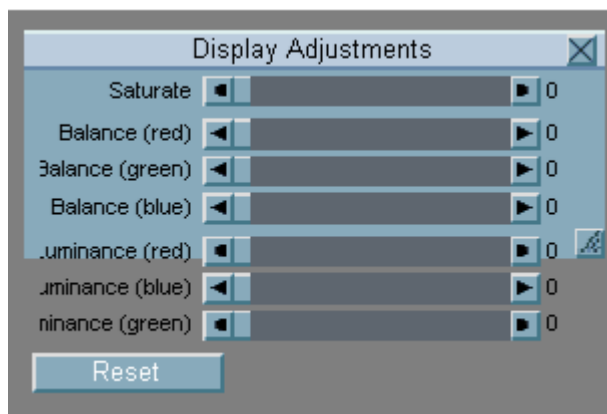 Display Adjustments
Saturate 0
Balance (red) 0
Balance (green) 0
Balance (blue) 0
uminance (red) 0
uminance (blue) 0
ninance (green) 0
Reset